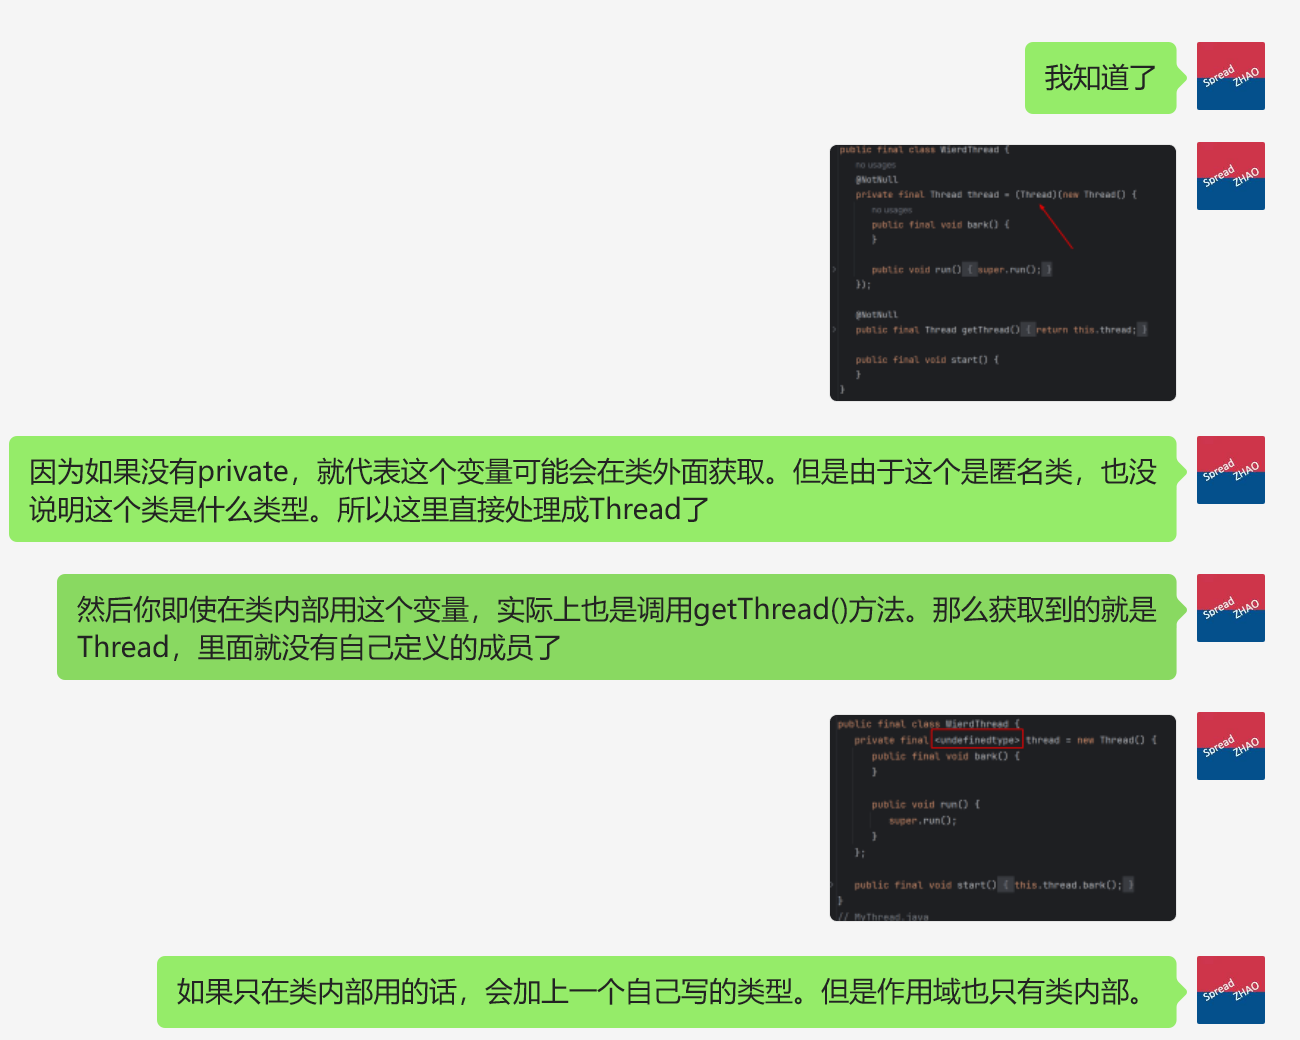 我知道了
Spread
ZHAO
public final class WierdThread {
no usages
@NotNull
private final Thread thread = (Thread)(new Thread() {
no usages
public final void bark() {
}
public void run() { super.run(); }
});
@NotNull
public final Thread getThread() { return this.thread; }
public final void start() {
}
}
Spread
ZHAO
因为如果没有private，就代表这个变量可能会在类外面获取。但是由于这个是匿名类，也没
说明这个类是什么类型。所以这里直接处理成Thread了
Spread
ZHAO
然后你即使在类内部用这个变量，实际上也是调用getThread()方法。那么获取到的就是
Thread，里面就没有自己定义的成员了
Spread
ZHAO
public final class WierdThread {
private final <undefinedtype> thread = new Thread() {
public final void bark() {
}
public void run() {
super.run();
}
};
public final void start() { this.thread.bark(); }
}
// MyThread.java
Spread
ZHAO
如果只在类内部用的话，会加上一个自己写的类型。但是作用域也只有类内部。
Spread
ZHAO